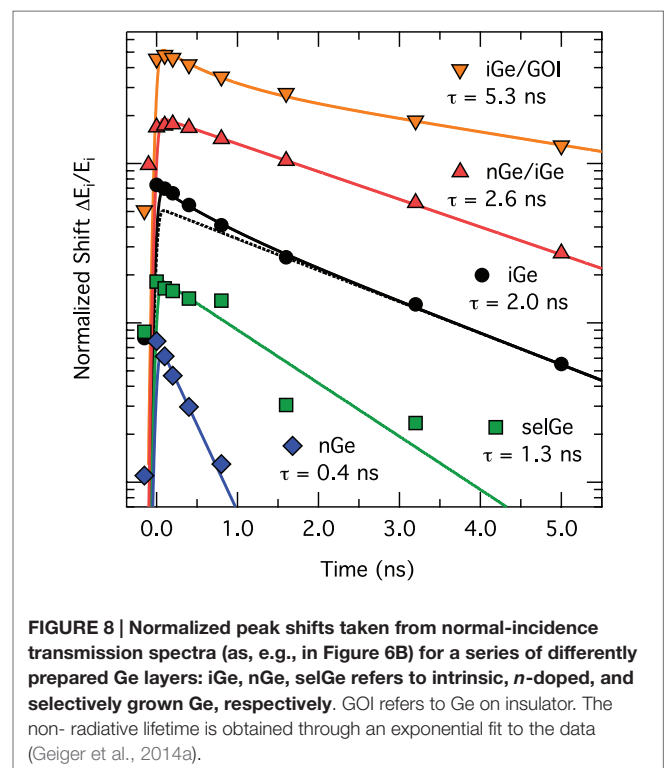 Normalized Shift ΔEᵢ/Eᵢ
iGe/GOI
τ = 5.3 ns
nGe/iGe
τ = 2.6 ns
iGe
τ = 2.0 ns
selGe
τ = 1.3 ns
nGe
τ = 0.4 ns
0.0 1.0 2.0 3.0 4.0 5.0
Time (ns)
FIGURE 8 | Normalized peak shifts taken from normal-incidence
transmission spectra (as, e.g., in Figure 6B) for a series of differently
prepared Ge layers: iGe, nGe, selGe refers to intrinsic, n-doped, and
selectively grown Ge, respectively. GOI refers to Ge on insulator. The
non- radiative lifetime is obtained through an exponential fit to the data
(Geiger et al., 2014a).